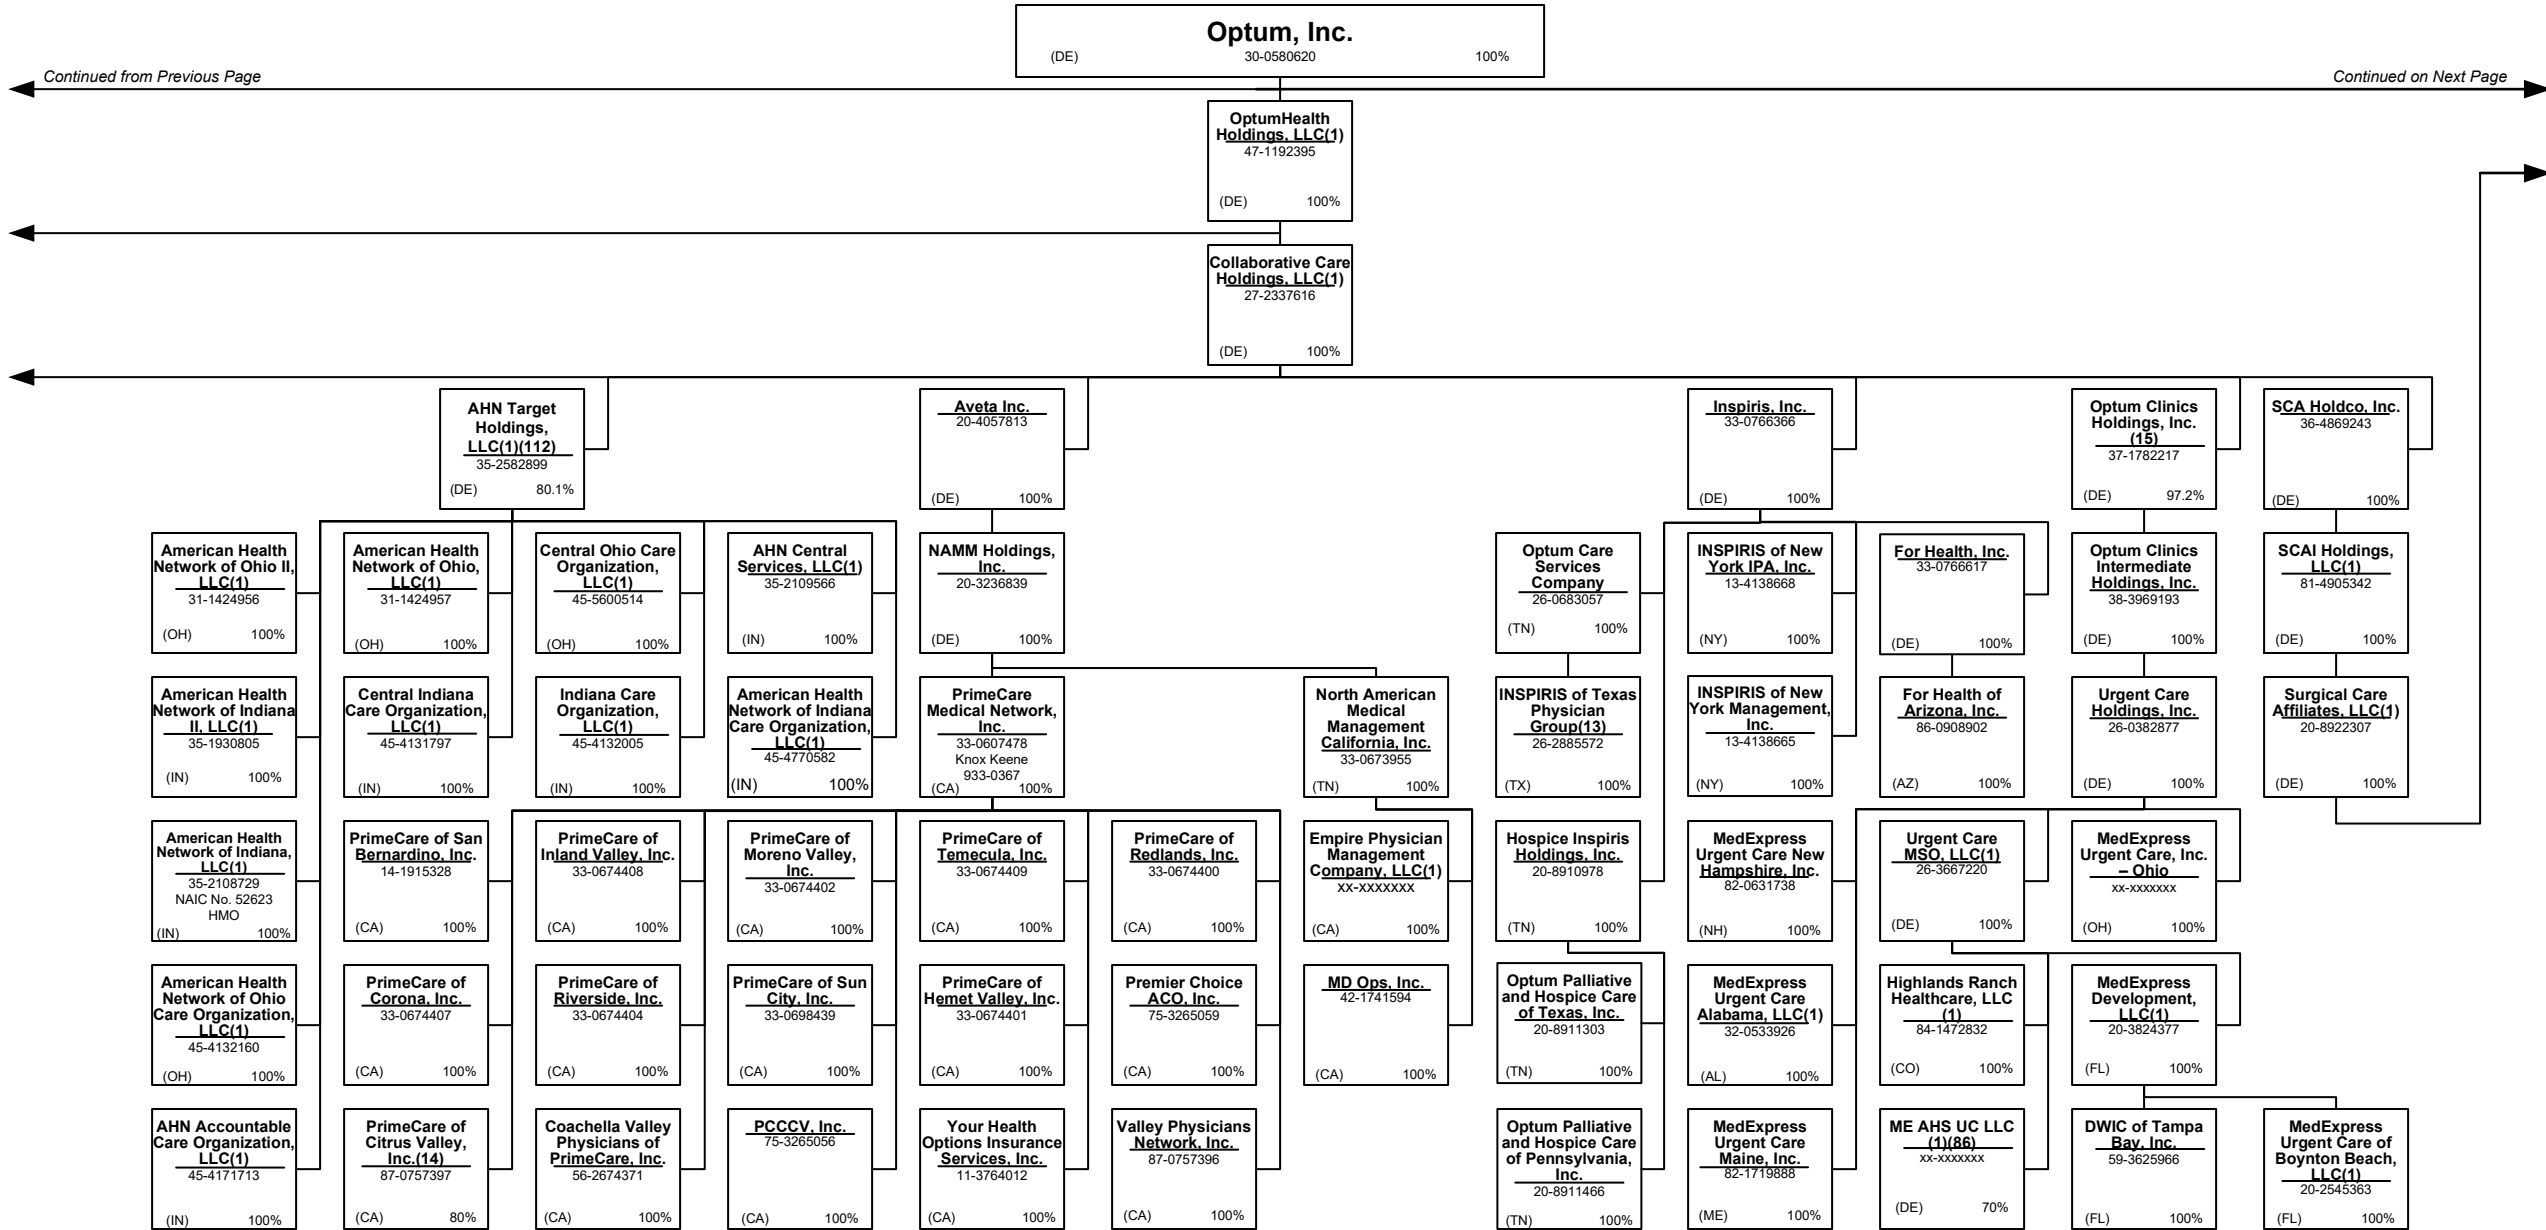 Optum, Inc.
(DE) 30-0580620 100%
Continued from Previous Page
Continued on Next Page
OptumHealth
Holdings, LLC(1)
47-1192395
(DE) 100%
Collaborative Care
Holdings, LLC(1)
27-2337616
(DE) 100%
AHN Target
Holdings,
LLC(1)(112)
35-2582899
(DE) 80.1%
Aveta Inc.
20-4057813
(DE) 100%
Inspiris, Inc.
33-0766366
(DE) 100%
Optum Clinics
Holdings, Inc.
(15)
37-1782217
(DE) 97.2%
SCA Holdco, Inc.
36-4869243
(DE) 100%
American Health
Network of Ohio II,
LLC(1)
31-1424956
(OH) 100%
American Health
Network of Ohio,
LLC(1)
31-1424957
(OH) 100%
Central Ohio Care
Organization,
LLC(1)
45-5600514
(OH) 100%
AHN Central
Services, LLC(1)
35-2109566
(IN) 100%
NAMM Holdings,
Inc.
20-3236839
(DE) 100%
Optum Care
Services
Company
26-0683057
(TN) 100%
INSPIRIS of New
York IPA, Inc.
13-4138668
(NY) 100%
For Health, Inc.
33-0766617
(DE) 100%
Optum Clinics
Intermediate
Holdings, Inc.
38-3969193
(DE) 100%
SCAI Holdings,
LLC(1)
81-4905342
(DE) 100%
American Health
Network of Indiana
II, LLC(1)
35-1930805
(IN) 100%
Central Indiana
Care Organization,
LLC(1)
45-4131797
(IN) 100%
Indiana Care
Organization,
LLC(1)
45-4132005
(IN) 100%
American Health
Network of Indiana
Care Organization,
LLC(1)
45-4770582
(IN) 100%
PrimeCare
Medical Network,
Inc.
33-0607478
Knox Keene
933-0367
(CA) 100%
North American
Medical
Management
California, Inc.
33-0673955
(TN) 100%
INSPIRIS of Texas
Physician
Group(13)
26-2885572
(TX) 100%
INSPIRIS of New
York Management,
Inc.
13-4138665
(NY) 100%
For Health of
Arizona, Inc.
86-0908902
(AZ) 100%
Urgent Care
Holdings, Inc.
26-0382877
(DE) 100%
Surgical Care
Affiliates, LLC(1)
20-8922307
(DE) 100%
American Health
Network of Indiana,
LLC(1)
35-2108729
NAIC No. 52623
HMO
(IN) 100%
PrimeCare of San
Bernardino, Inc.
14-1915328
(CA) 100%
PrimeCare of
Inland Valley, Inc.
33-0674408
(CA) 100%
PrimeCare of
Moreno Valley,
Inc.
33-0674402
(CA) 100%
PrimeCare of
Temecula, Inc.
33-0674409
(CA) 100%
PrimeCare of
Redlands, Inc.
33-0674400
(CA) 100%
Empire Physician
Management
Company, LLC(1)
xx-xxxxxxx
(CA) 100%
Hospice Inspiris
Holdings, Inc.
20-8910978
(TN) 100%
MedExpress
Urgent Care New
Hampshire, Inc.
82-0631738
(NH) 100%
Urgent Care
MSO, LLC(1)
26-3667220
(DE) 100%
MedExpress
Urgent Care, Inc.
– Ohio
xx-xxxxxxx
(OH) 100%
American Health
Network of Ohio
Care Organization,
LLC(1)
45-4132160
(OH) 100%
PrimeCare of
Corona, Inc.
33-0674407
(CA) 100%
PrimeCare of
Riverside, Inc.
33-0674404
(CA) 100%
PrimeCare of Sun
City, Inc.
33-0698439
(CA) 100%
PrimeCare of
Hemet Valley, Inc.
33-0674401
(CA) 100%
Premier Choice
ACO, Inc.
75-3265059
(CA) 100%
MD Ops, Inc.
42-1741594
(CA) 100%
Optum Palliative
and Hospice Care
of Texas, Inc.
20-8911303
(TN) 100%
MedExpress
Urgent Care
Alabama, LLC(1)
32-0533926
(AL) 100%
Highlands Ranch
Healthcare, LLC
(1)
84-1472832
(CO) 100%
MedExpress
Development,
LLC(1)
20-3824377
(FL) 100%
AHN Accountable
Care Organization,
LLC(1)
45-4171713
(IN) 100%
PrimeCare of
Citrus Valley,
Inc.(14)
87-0757397
(CA) 80%
Coachella Valley
Physicians of
PrimeCare, Inc.
56-2674371
(CA) 100%
PCCCV, Inc.
75-3265056
(CA) 100%
Your Health
Options Insurance
Services, Inc.
11-3764012
(CA) 100%
Valley Physicians
Network, Inc.
87-0757396
(CA) 100%
Optum Palliative
and Hospice Care
of Pennsylvania,
Inc.
20-8911466
(TN) 100%
MedExpress
Urgent Care
Maine, Inc.
82-1719888
(ME) 100%
ME AHS UC LLC
(1)(86)
xx-xxxxxxx
(DE) 70%
DWIC of Tampa
Bay, Inc.
59-3625966
(FL) 100%
MedExpress
Urgent Care of
Boynton Beach,
LLC(1)
20-2545363
(FL) 100%